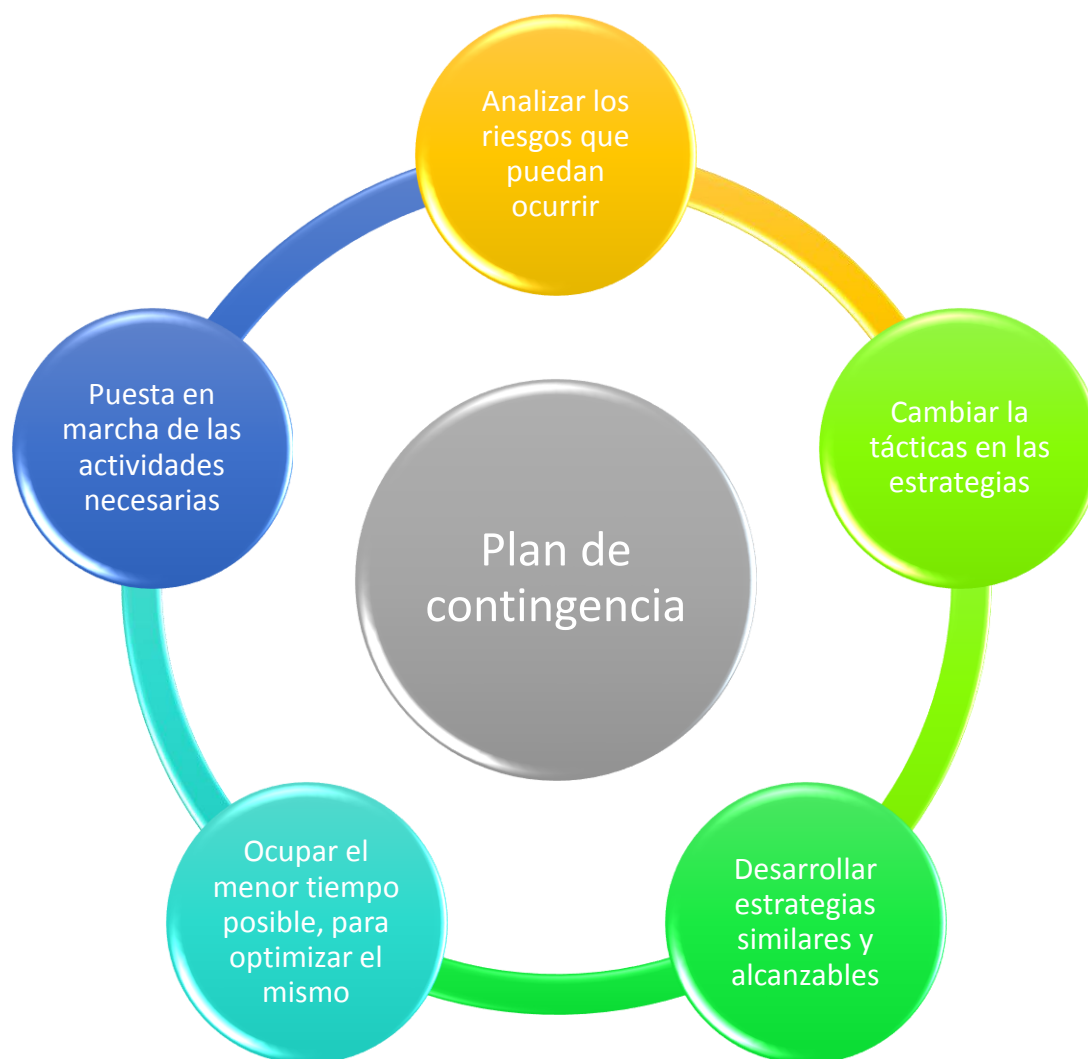 Analizar los
riesgos que
puedan
ocurrir
Cambiar la
tácticas en las
estrategias
Desarrollar
estrategias
similares y
alcanzables
Ocupar el
menor tiempo
posible, para
optimizar el
mismo
Puesta en
marcha de las
actividades
necesarias
Plan de
contingencia